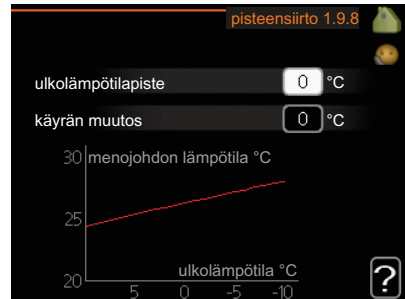 pisteensiirto 1.9.8
ulkolämpötilapiste 0 °C
käyrän muutos 0 °C
30 menojohdon lämpötila °C
25
ulkolämpötila °C
20
5 0 -5 -10
?